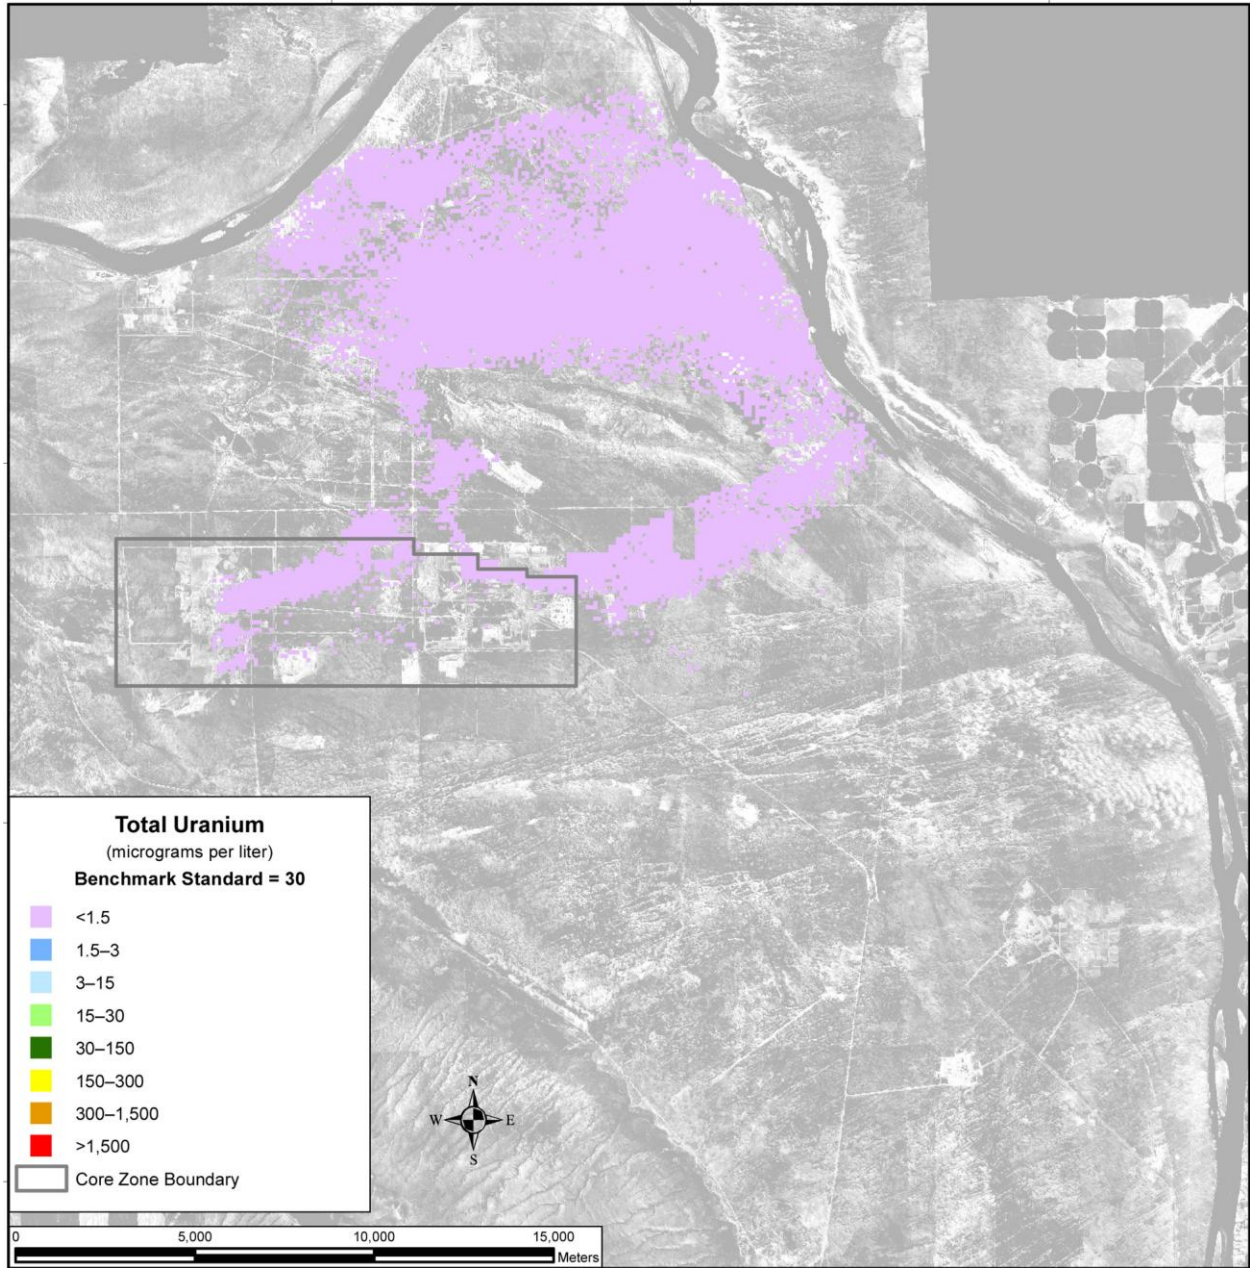 Total Uranium
(micrograms per liter)
Benchmark Standard = 30
<1.5
1.5–3
3–15
15–30
30–150
150–300
300–1,500
>1,500
Core Zone Boundary
N
W E
S
0 5,000 10,000 15,000
Meters